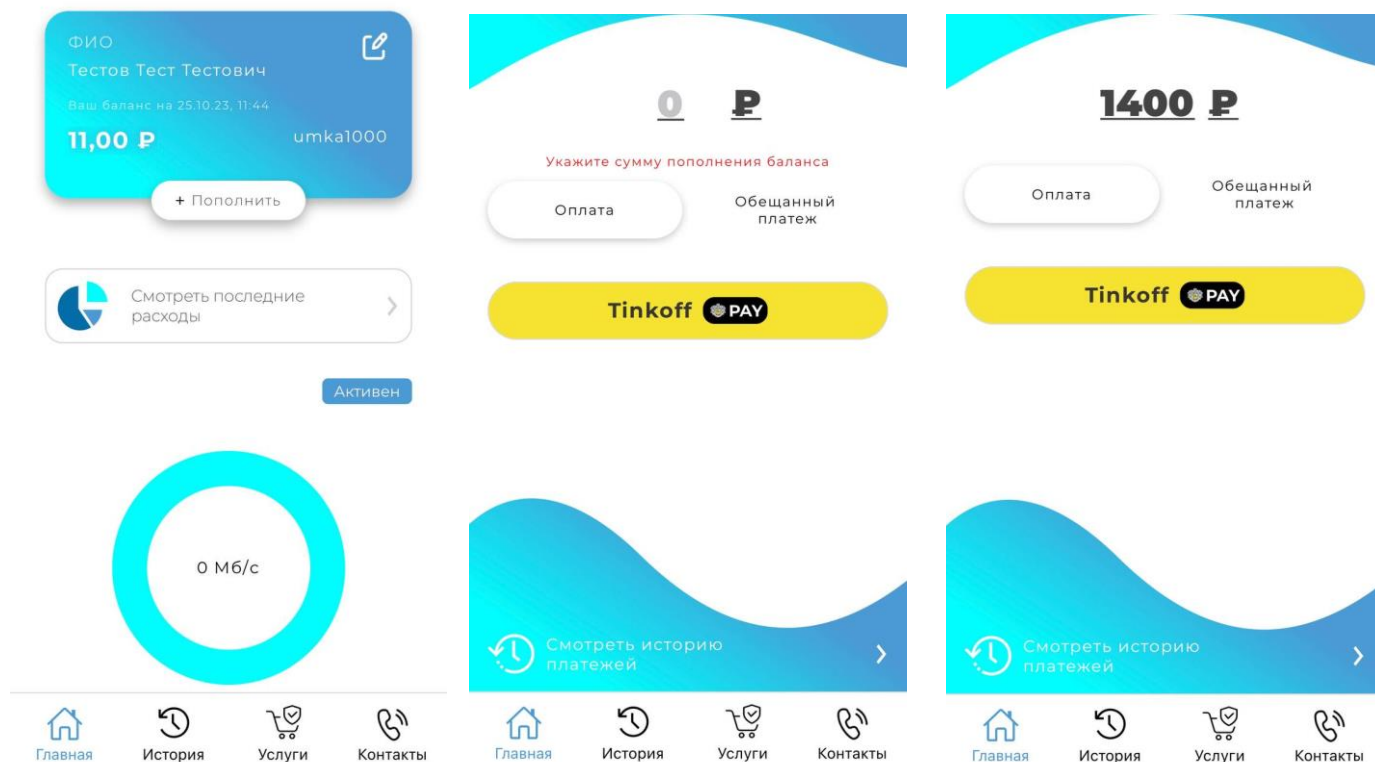 ФИО
Тестов Тест Тестович
Ваш баланс на 25.10.23, 11:44
11,00 ₽
umka1000
+ Пополнить
Смотреть последние
расходы
Активен
0 Мб/с
Главная
История
Услуги
Контакты
0 ₽
Укажите сумму пополнения баланса
Оплата
Обещанный
платеж
Tinkoff PAY
Смотреть историю
платежей
Главная
История
Услуги
Контакты
1400 ₽
Оплата
Обещанный
платеж
Tinkoff PAY
Смотреть историю
платежей
Главная
История
Услуги
Контакты